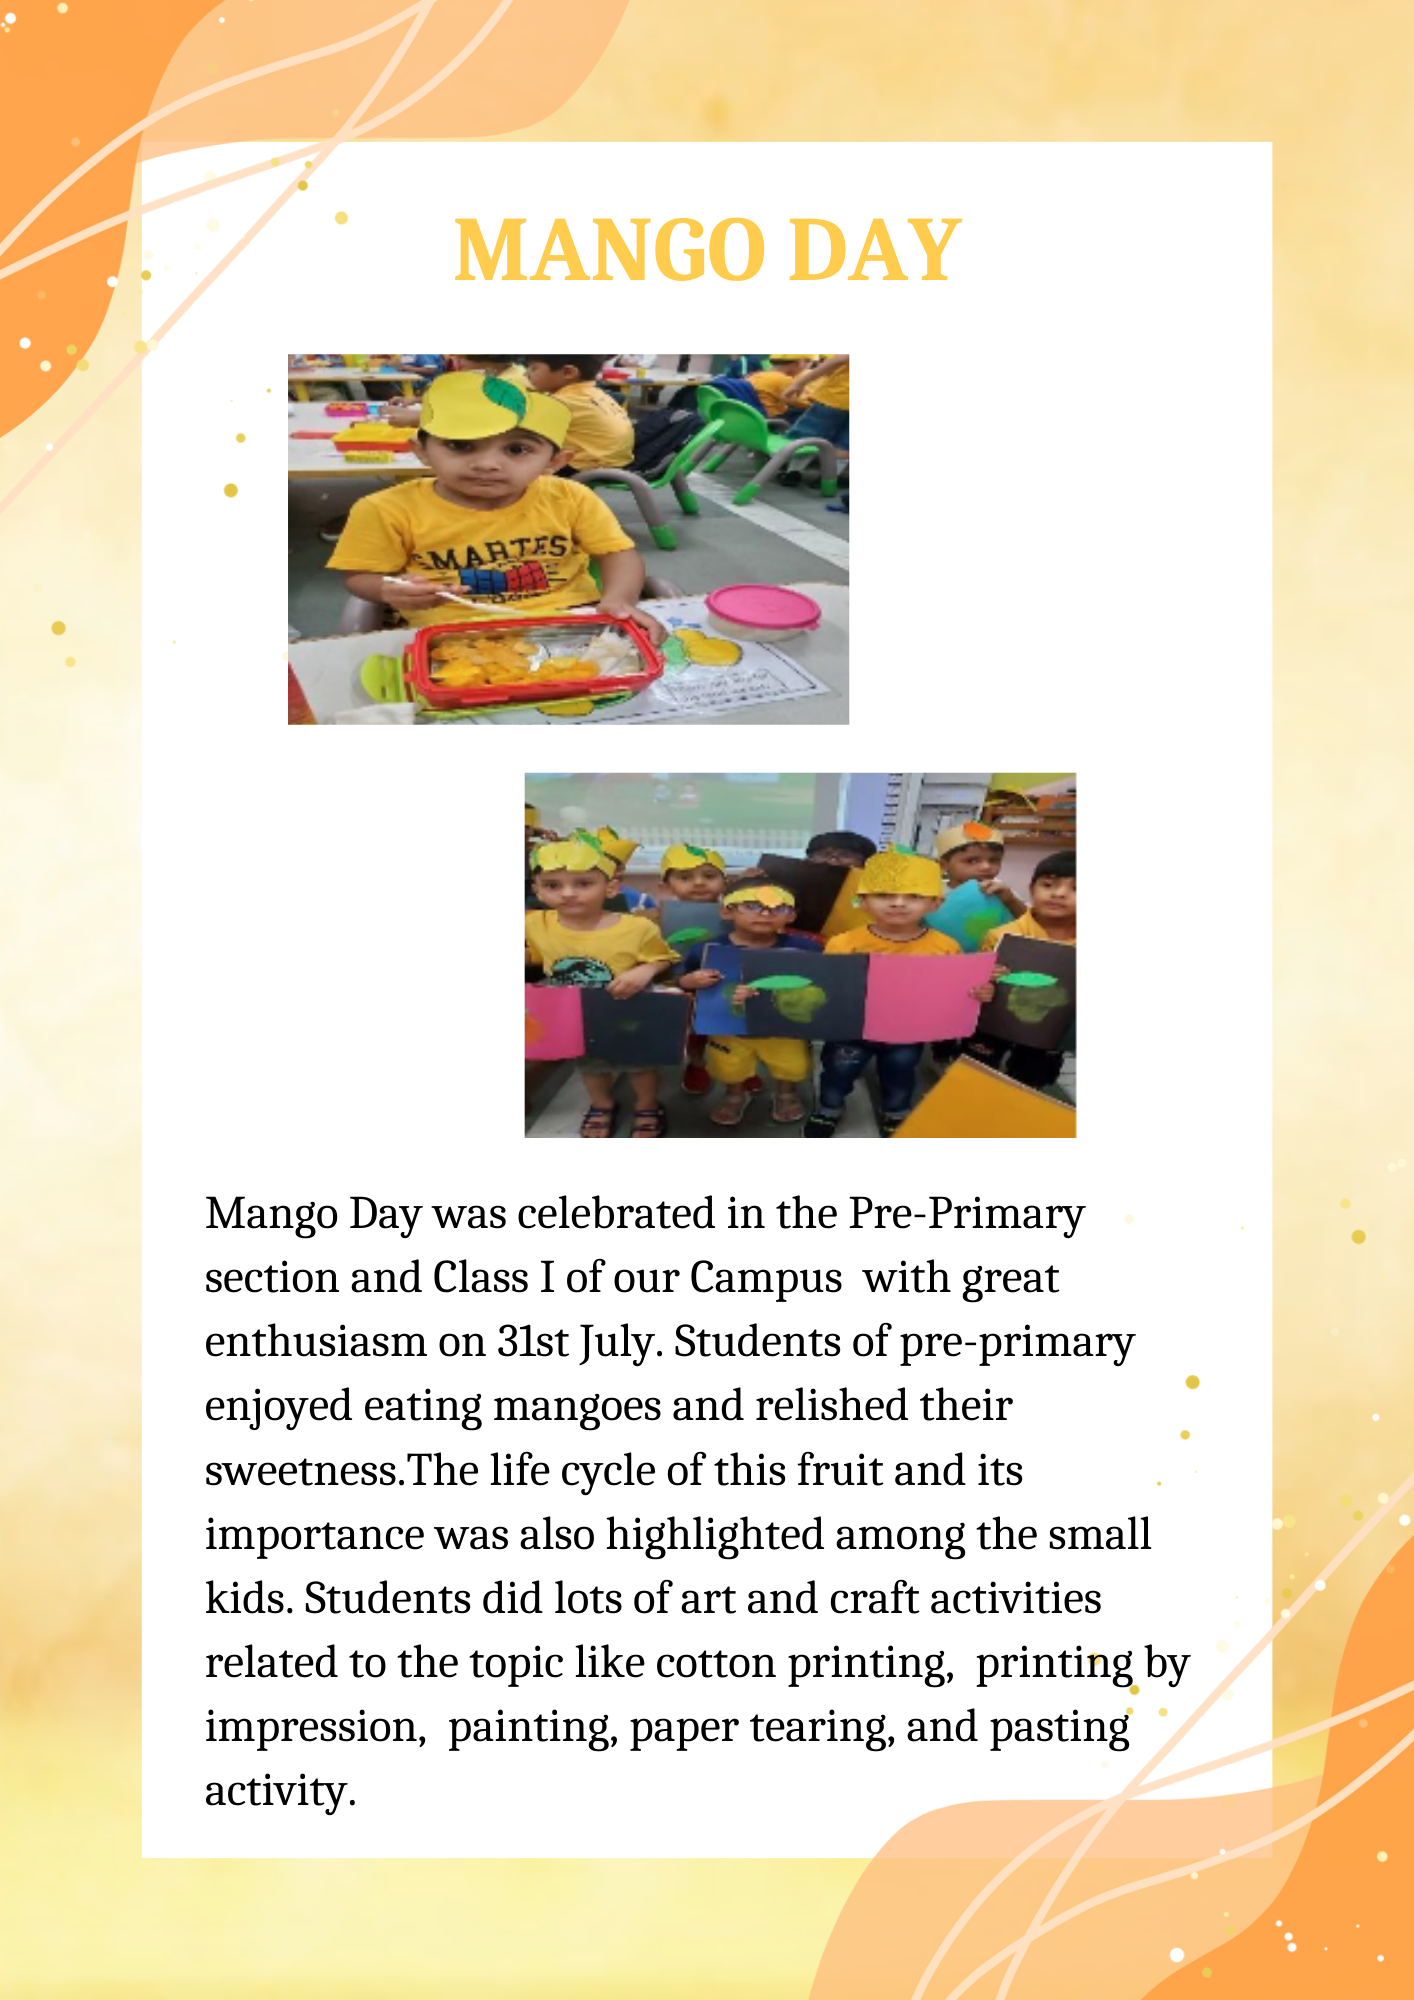 MANGO DAY
SMARTES
Mango Day was celebrated in the Pre-Primary
section and Class I of our Campus  with great
enthusiasm on 31st July. Students of pre-primary
enjoyed eating mangoes and relished their
sweetness.The life cycle of this fruit and its
importance was also highlighted among the small
kids. Students did lots of art and craft activities
related to the topic like cotton printing,  printing by
impression,  painting, paper tearing, and pasting
activity.